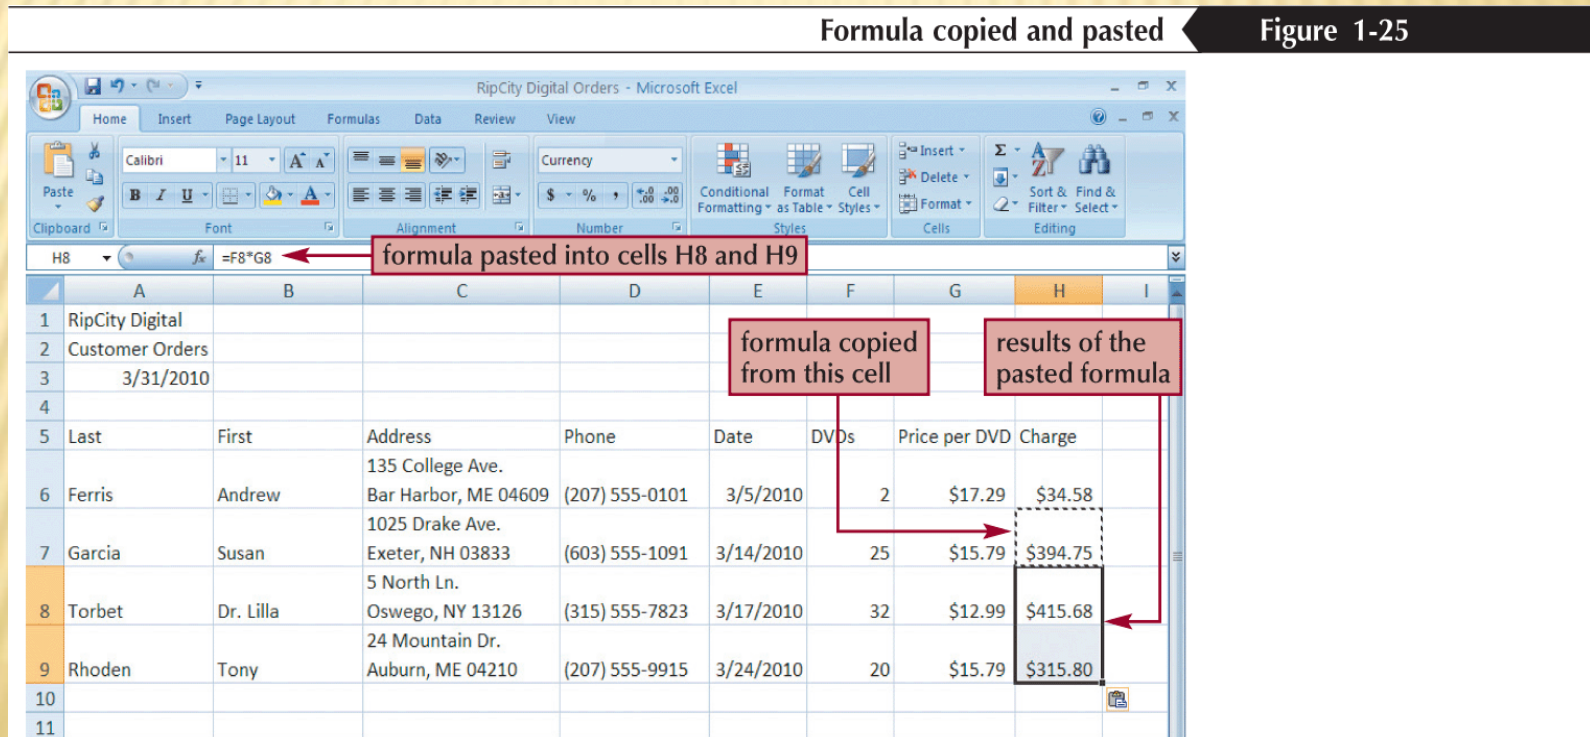 Formula copied and pasted Figure 1-25
RipCity Digital Orders - Microsoft Excel
Home Insert Page Layout Formulas Data Review View
Calibri 11 A A Currency Σ Insert
Paste B I U A $ % , .0 .00 .00 .0 Conditional Format Cell Delete Sort & Find &
Formatting as Table Styles Format Filter Select
Clipboard Font Alignment Number Styles Cells Editing
H8 fx =F8*G8 formula pasted into cells H8 and H9
A B C D E F G H I
1 RipCity Digital
2 Customer Orders
3 3/31/2010
formula copied
from this cell
results of the
pasted formula
4
5 Last First Address Phone Date DVDs Price per DVD Charge
135 College Ave.
6 Ferris Andrew Bar Harbor, ME 04609 (207) 555-0101 3/5/2010 2 $17.29 $34.58
1025 Drake Ave.
7 Garcia Susan Exeter, NH 03833 (603) 555-1091 3/14/2010 25 $15.79 $394.75
5 North Ln.
8 Torbet Dr. Lilla Oswego, NY 13126 (315) 555-7823 3/17/2010 32 $12.99 $415.68
24 Mountain Dr.
9 Rhoden Tony Auburn, ME 04210 (207) 555-9915 3/24/2010 20 $15.79 $315.80
10
11